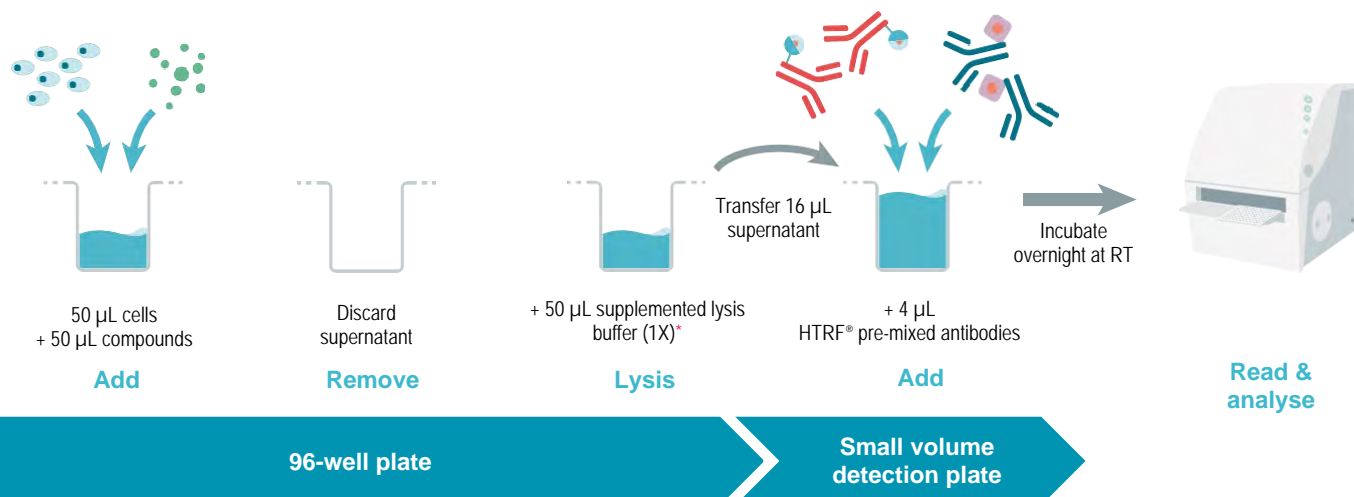 50 µL cells
+ 50 µL compounds
Add
Discard
supernatant
Remove
+ 50 µL supplemented lysis
buffer (1X)*
Lysis
Transfer 16 µL
supernatant
+ 4 µL
HTRF® pre-mixed antibodies
Add
Incubate
overnight at RT
Read &
analyse
96-well plate
Small volume
detection plate